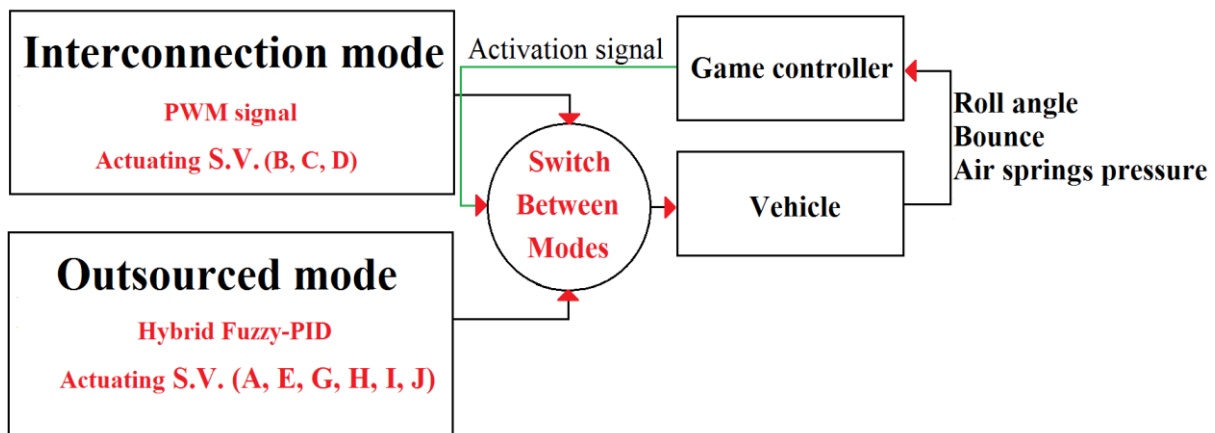 Interconnection mode
PWM signal
Actuating S.V. (B, C, D)
Outsourced mode
Hybrid Fuzzy-PID
Actuating S.V. (A, E, G, H, I, J)
Activation signal
Switch
Between
Modes
Game controller
Vehicle
Roll angle
Bounce
Air springs pressure